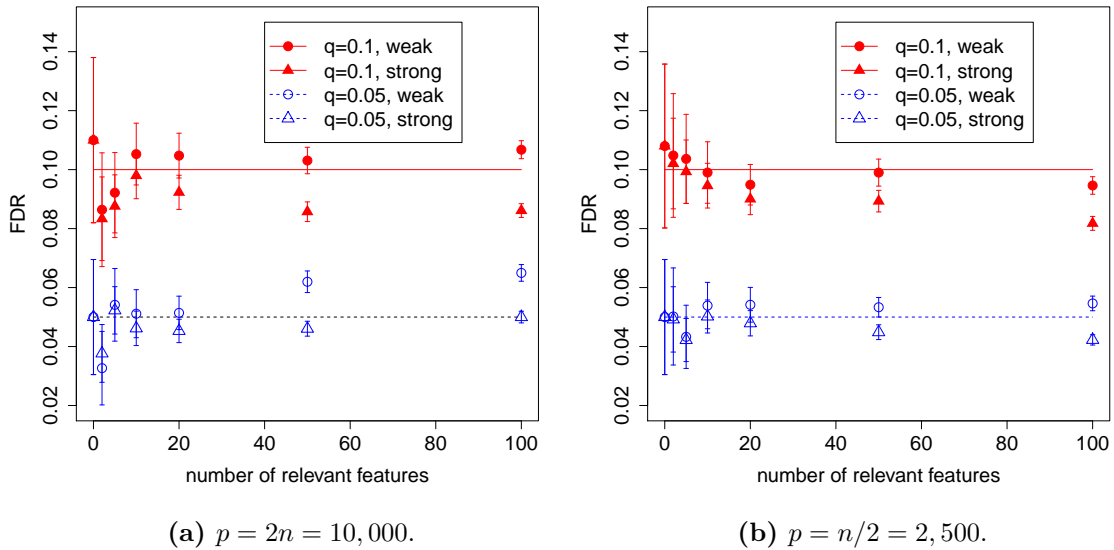 q=0.1, weak
q=0.1, strong
q=0.05, weak
q=0.05, strong
FDR
0.14
0.12
0.10
0.08
0.06
0.04
0.02
0 20 40 60 80 100
number of relevant features
(a) p = 2n = 10, 000.
q=0.1, weak
q=0.1, strong
q=0.05, weak
q=0.05, strong
FDR
0.14
0.12
0.10
0.08
0.06
0.04
0.02
0 20 40 60 80 100
number of relevant features
(b) p = n/2 = 2, 500.